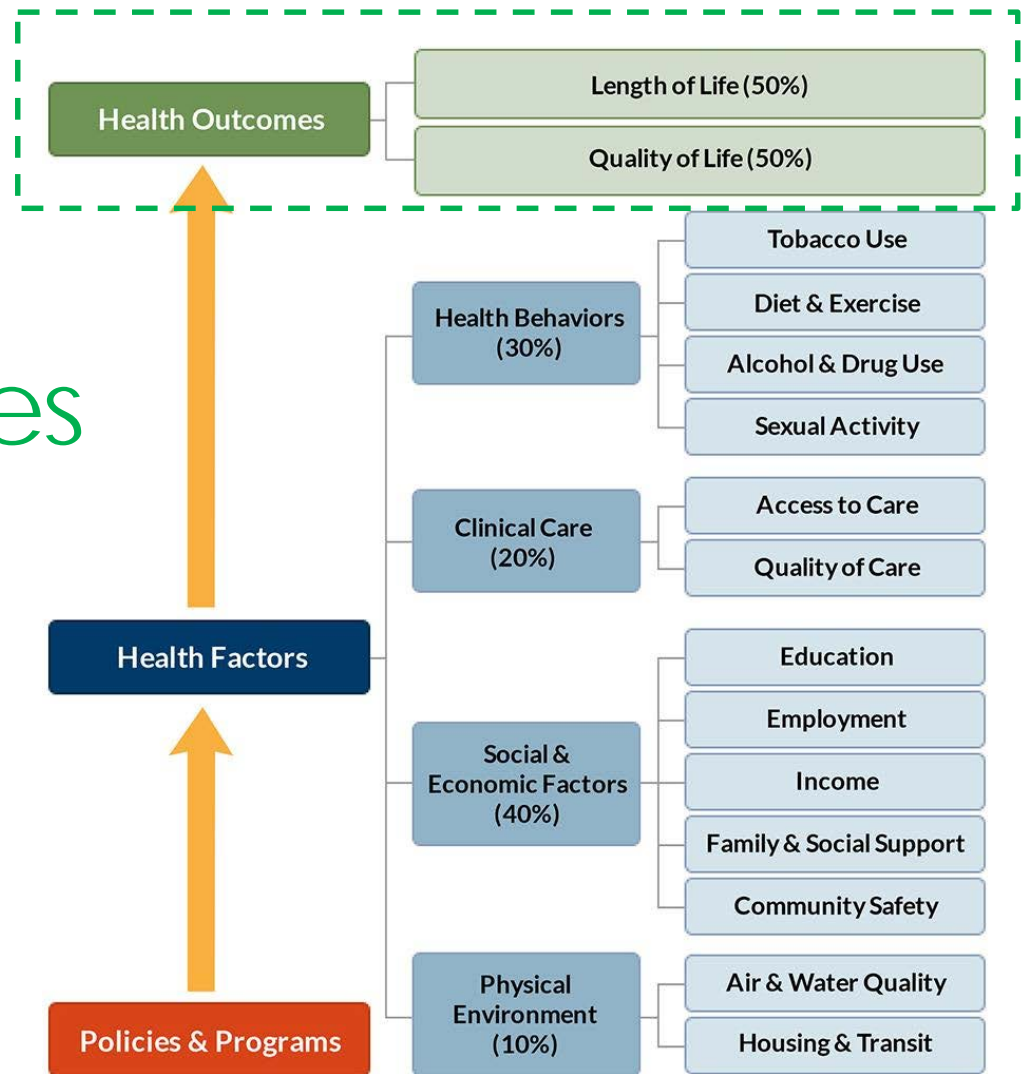 Health Outcomes
Length of Life (50%)
Quality of Life (50%)
es
Health Factors
Health Behaviors
(30%)
Tobacco Use
Diet & Exercise
Alcohol & Drug Use
Sexual Activity
Clinical Care
(20%)
Access to Care
Quality of Care
Social &
Economic Factors
(40%)
Education
Employment
Income
Family & Social Support
Community Safety
Physical
Environment
(10%)
Air & Water Quality
Housing & Transit
Policies & Programs